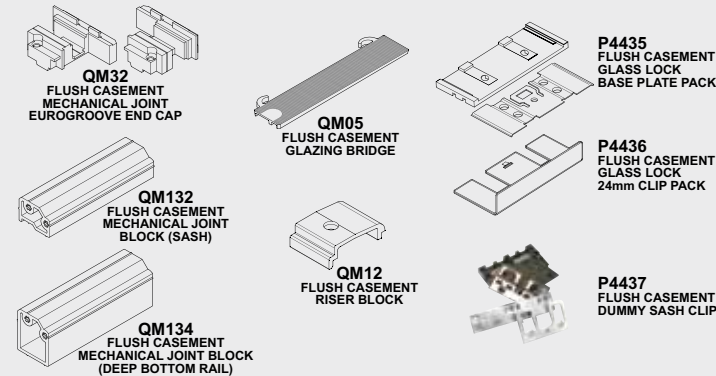 QM32
FLUSH CASEMENT
MECHANICAL JOINT
EUROGROOVE END CAP
QM132
FLUSH CASEMENT
MECHANICAL JOINT
BLOCK (SASH)
QM134
FLUSH CASEMENT
MECHANICAL JOINT BLOCK
(DEEP BOTTOM RAIL)
QM05
FLUSH CASEMENT
GLAZING BRIDGE
QM12
FLUSH CASEMENT
RISER BLOCK
P4435
FLUSH CASEMENT
GLASS LOCK
BASE PLATE PACK
P4436
FLUSH CASEMENT
GLASS LOCK
24mm CLIP PACK
P4437
FLUSH CASEMENT
DUMMY SASH CLIP